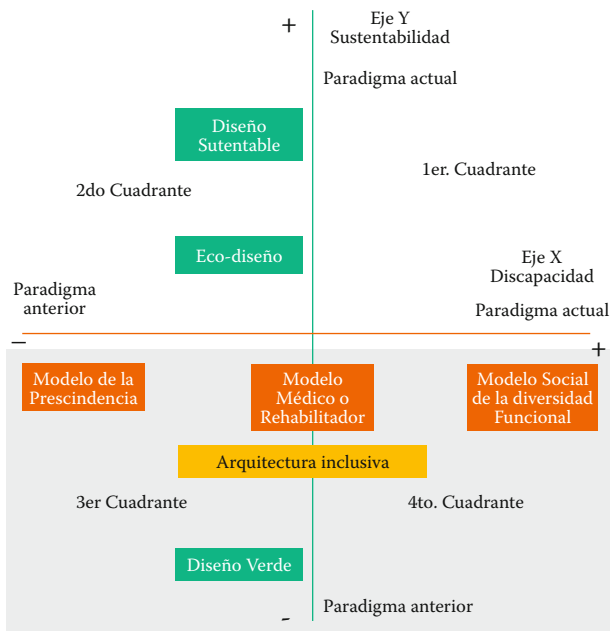 +
Eje Y
Sustentabilidad
Paradigma actual
Diseño
Sutentable
1er. Cuadrante
2do Cuadrante
Eco-diseño
Eje X
Discapacidad
Paradigma
anterior
Paradigma actual
–
+
Modelo de la
Prescindencia
Modelo
Médico o
Rehabilitador
Modelo Social
de la diversidad
Funcional
Arquitectura inclusiva
3er Cuadrante
4to. Cuadrante
Diseño Verde
Paradigma anterior
-